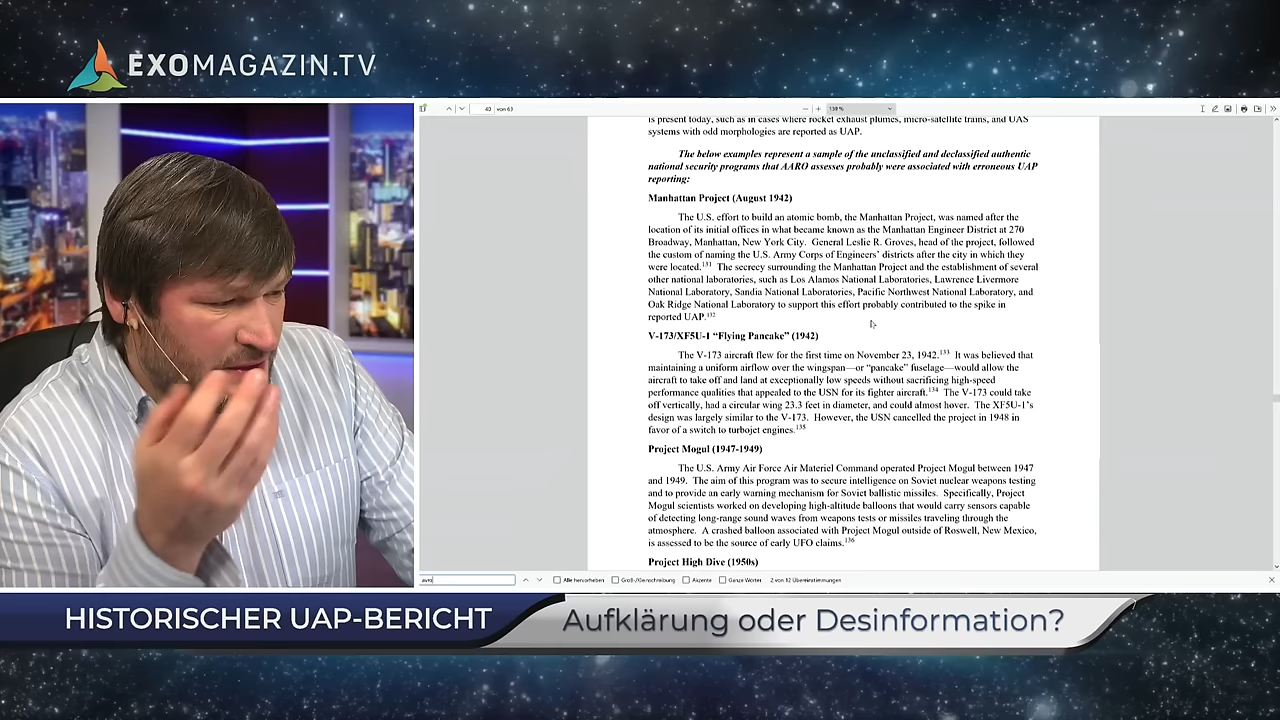 EXOMAGAZIN.TV
40 von 63
138 %
is present today, such as in cases where rocket exhaust plumes, micro-satellite trains, and UAS
systems with odd morphologies are reported as UAP.
The below examples represent a sample of the unclassified and declassified authentic
national security programs that AARO assesses probably were associated with erroneous UAP
reporting:
Manhattan Project (August 1942)
The U.S. effort to build an atomic bomb, the Manhattan Project, was named after the
location of its initial offices in what became known as the Manhattan Engineer District at 270
Broadway, Manhattan, New York City. General Leslie R. Groves, head of the project, followed
the custom of naming the U.S. Army Corps of Engineers' districts after the city in which they
were located.131 The secrecy surrounding the Manhattan Project and the establishment of several
other national laboratories, such as Los Alamos National Laboratories, Lawrence Livermore
National Laboratory, Sandia National Laboratories, Pacific Northwest National Laboratory, and
Oak Ridge National Laboratory to support this effort probably contributed to the spike in
reported UAP.132
V-173/XF5U-1 "Flying Pancake" (1942)
The V-173 aircraft flew for the first time on November 23, 1942.133 It was believed that
maintaining a uniform airflow over the wingspan—or "pancake" fuselage—would allow the
aircraft to take off and land at exceptionally low speeds without sacrificing high-speed
performance qualities that appealed to the USN for its fighter aircraft.134 The V-173 could take
off vertically, had a circular wing 23.3 feet in diameter, and could almost hover. The XF5U-1's
design was largely similar to the V-173. However, the USN cancelled the project in 1948 in
favor of a switch to turbojet engines.135
Project Mogul (1947-1949)
The U.S. Army Air Force Air Materiel Command operated Project Mogul between 1947
and 1949. The aim of this program was to secure intelligence on Soviet nuclear weapons testing
and to provide an early warning mechanism for Soviet ballistic missiles. Specifically, Project
Mogul scientists worked on developing high-altitude balloons that would carry sensors capable
of detecting long-range sound waves from weapons tests or missiles traveling through the
atmosphere. A crashed balloon associated with Project Mogul outside of Roswell, New Mexico,
is assessed to be the source of early UFO claims.136
Project High Dive (1950s)
avro Alle hervorheben Groß-/Kleinschreibung Akzente Ganze Wörter 2 von 12 Übereinstimmungen
HISTORISCHER UAP-BERICHT
Aufklärung oder Desinformation?